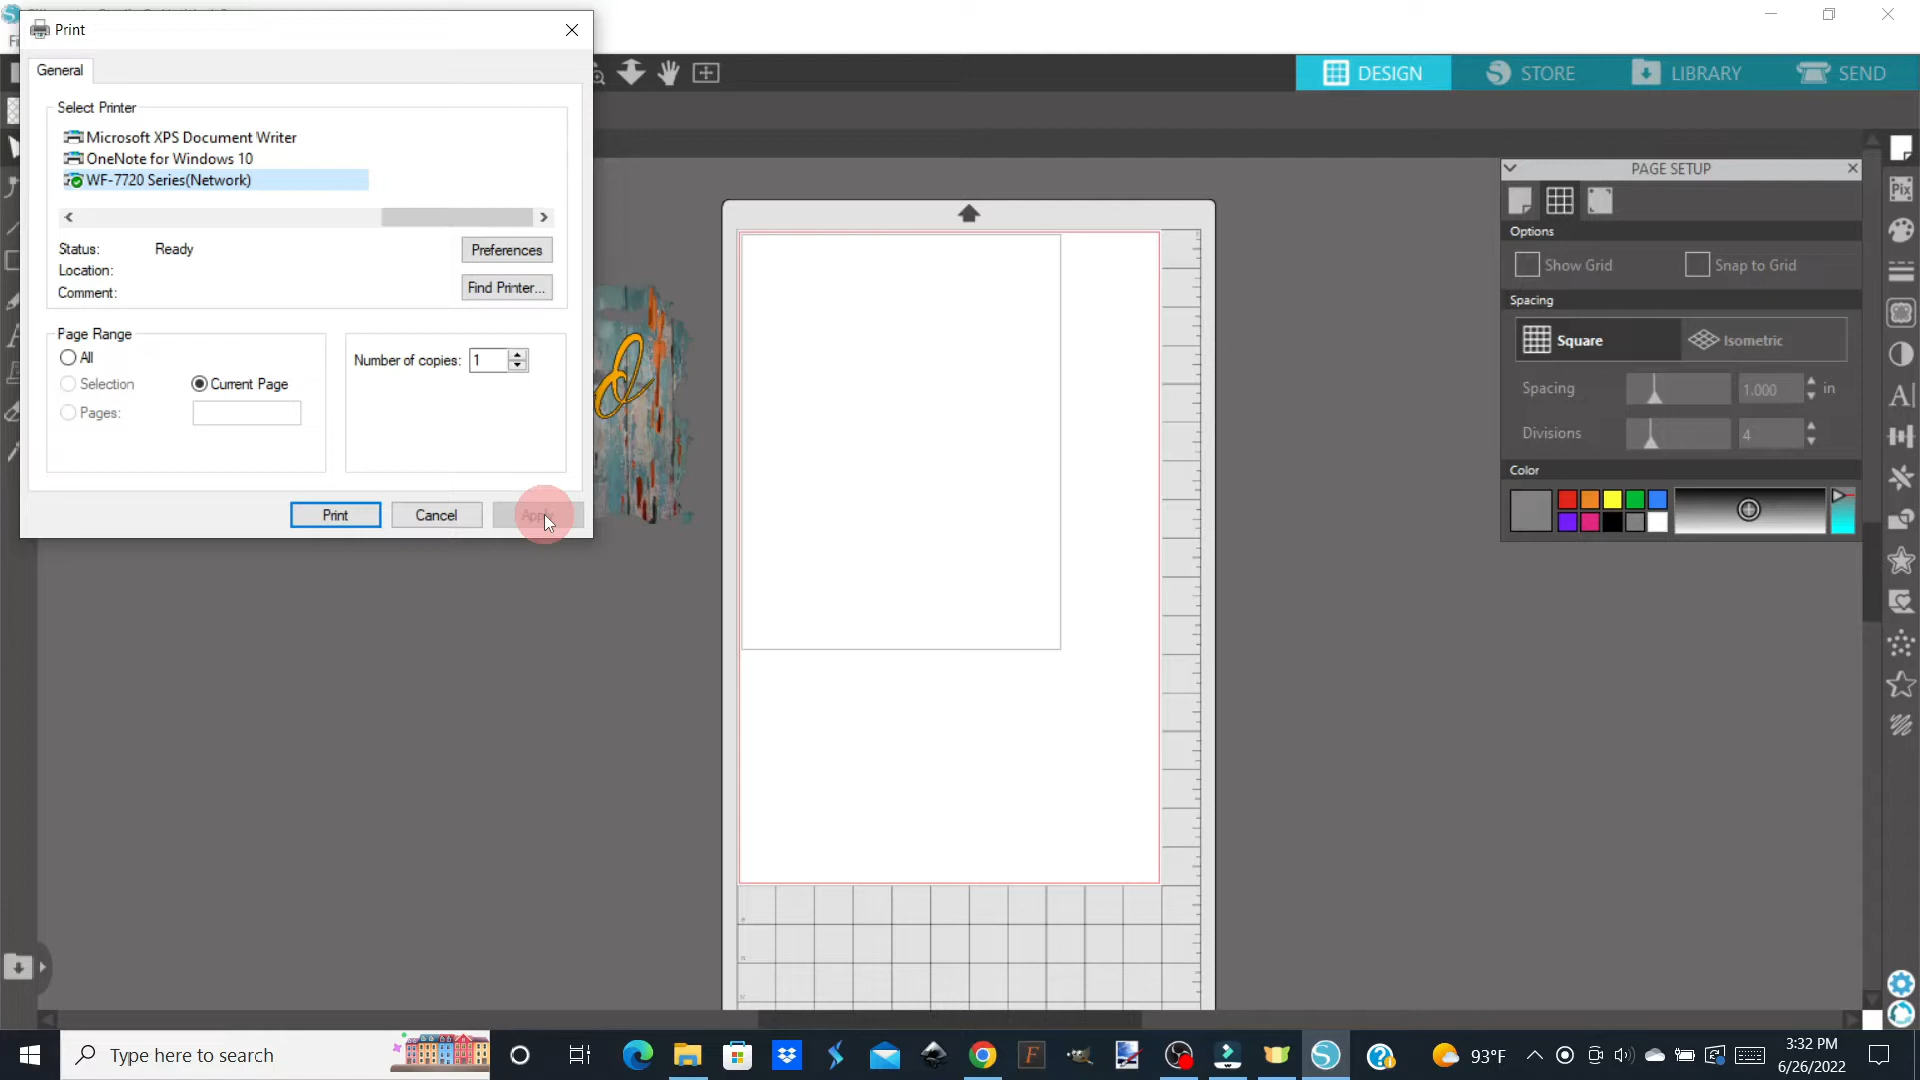 Print
General
Select Printer
Microsoft XPS Document Writer
OneNote for Windows 10
WF-7720 Series(Network)
Status: Ready
Preferences
Location:
Comment:
Find Printer...
Page Range
All
Selection
Current Page
Pages:
Number of copies: 1
Print
Cancel
DESIGN
STORE
LIBRARY
SEND
PAGE SETUP
Options
Show Grid
Snap to Grid
Spacing
Square
Isometric
Spacing 1.000 in
Divisions 4
Color
Pix
Type here to search
93°F
3:32 PM
6/26/2022